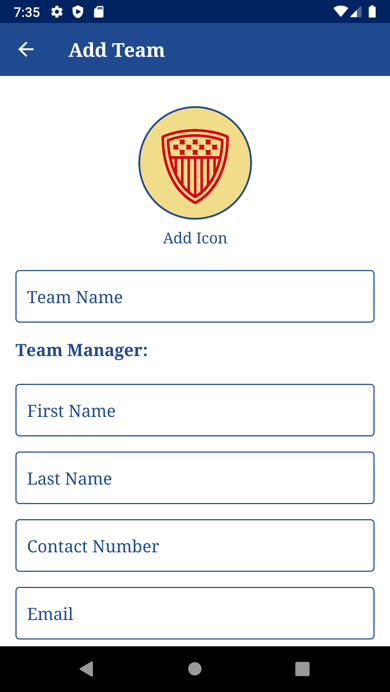 7:35
Add Team
Add Icon
Team Name
Team Manager:
First Name
Last Name
Contact Number
Email